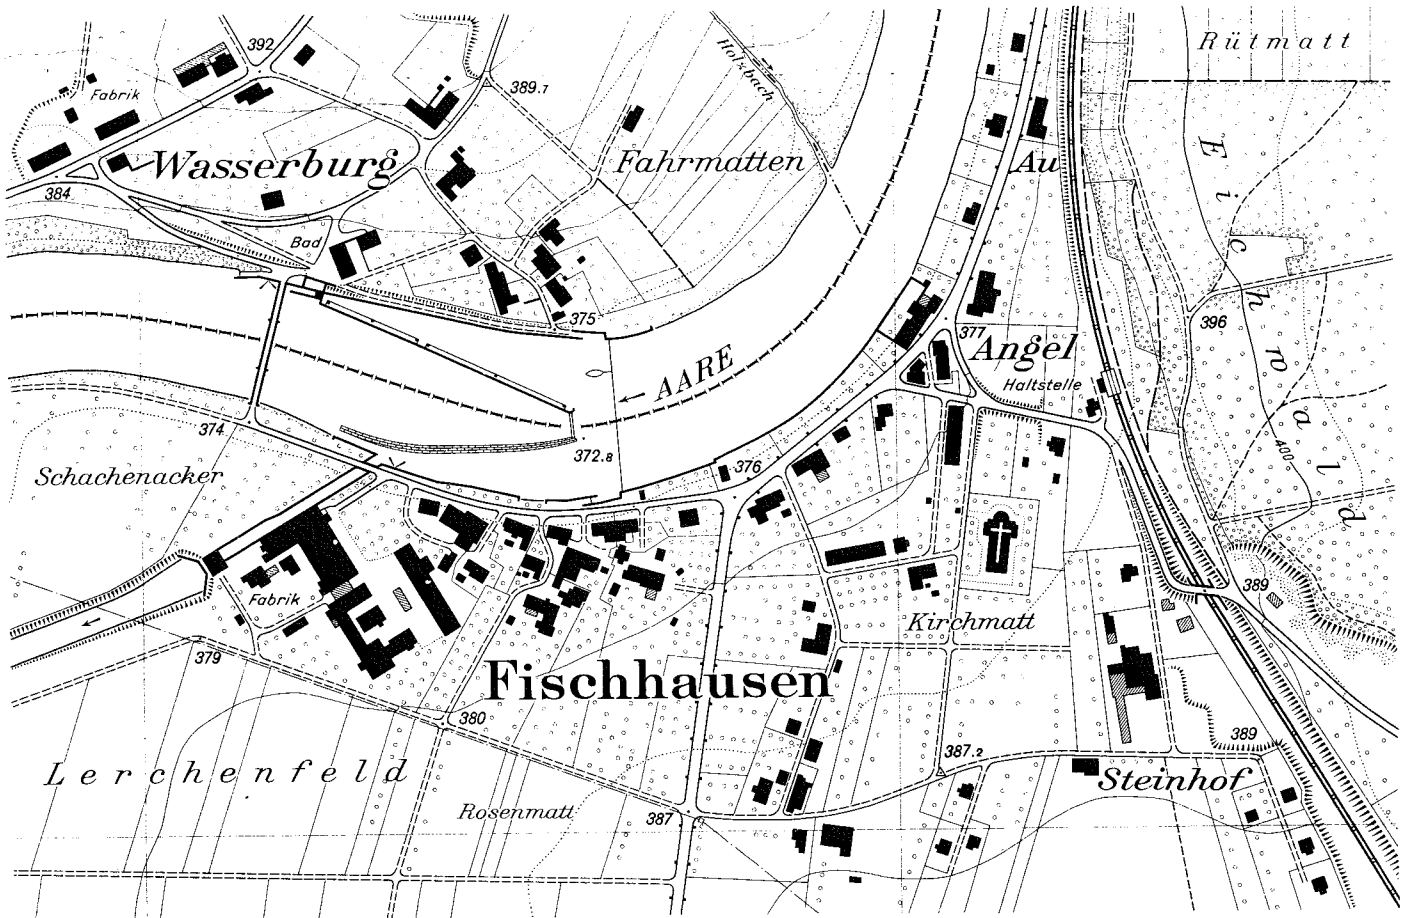 392
Rütmatt
Fabrik
389.7
Holzbach
Wasserburg
Fahrmatten
Au
384
Eichwald
Bad
375
396
377
Angel
AARE
Haltstelle
374
372.8
376
400
Schachenacker
Fabrik
389
Kirchmatt
379
Fischhausen
380
387.2
389
Lerchenfeld
Steinhof
Rosenmatt
387